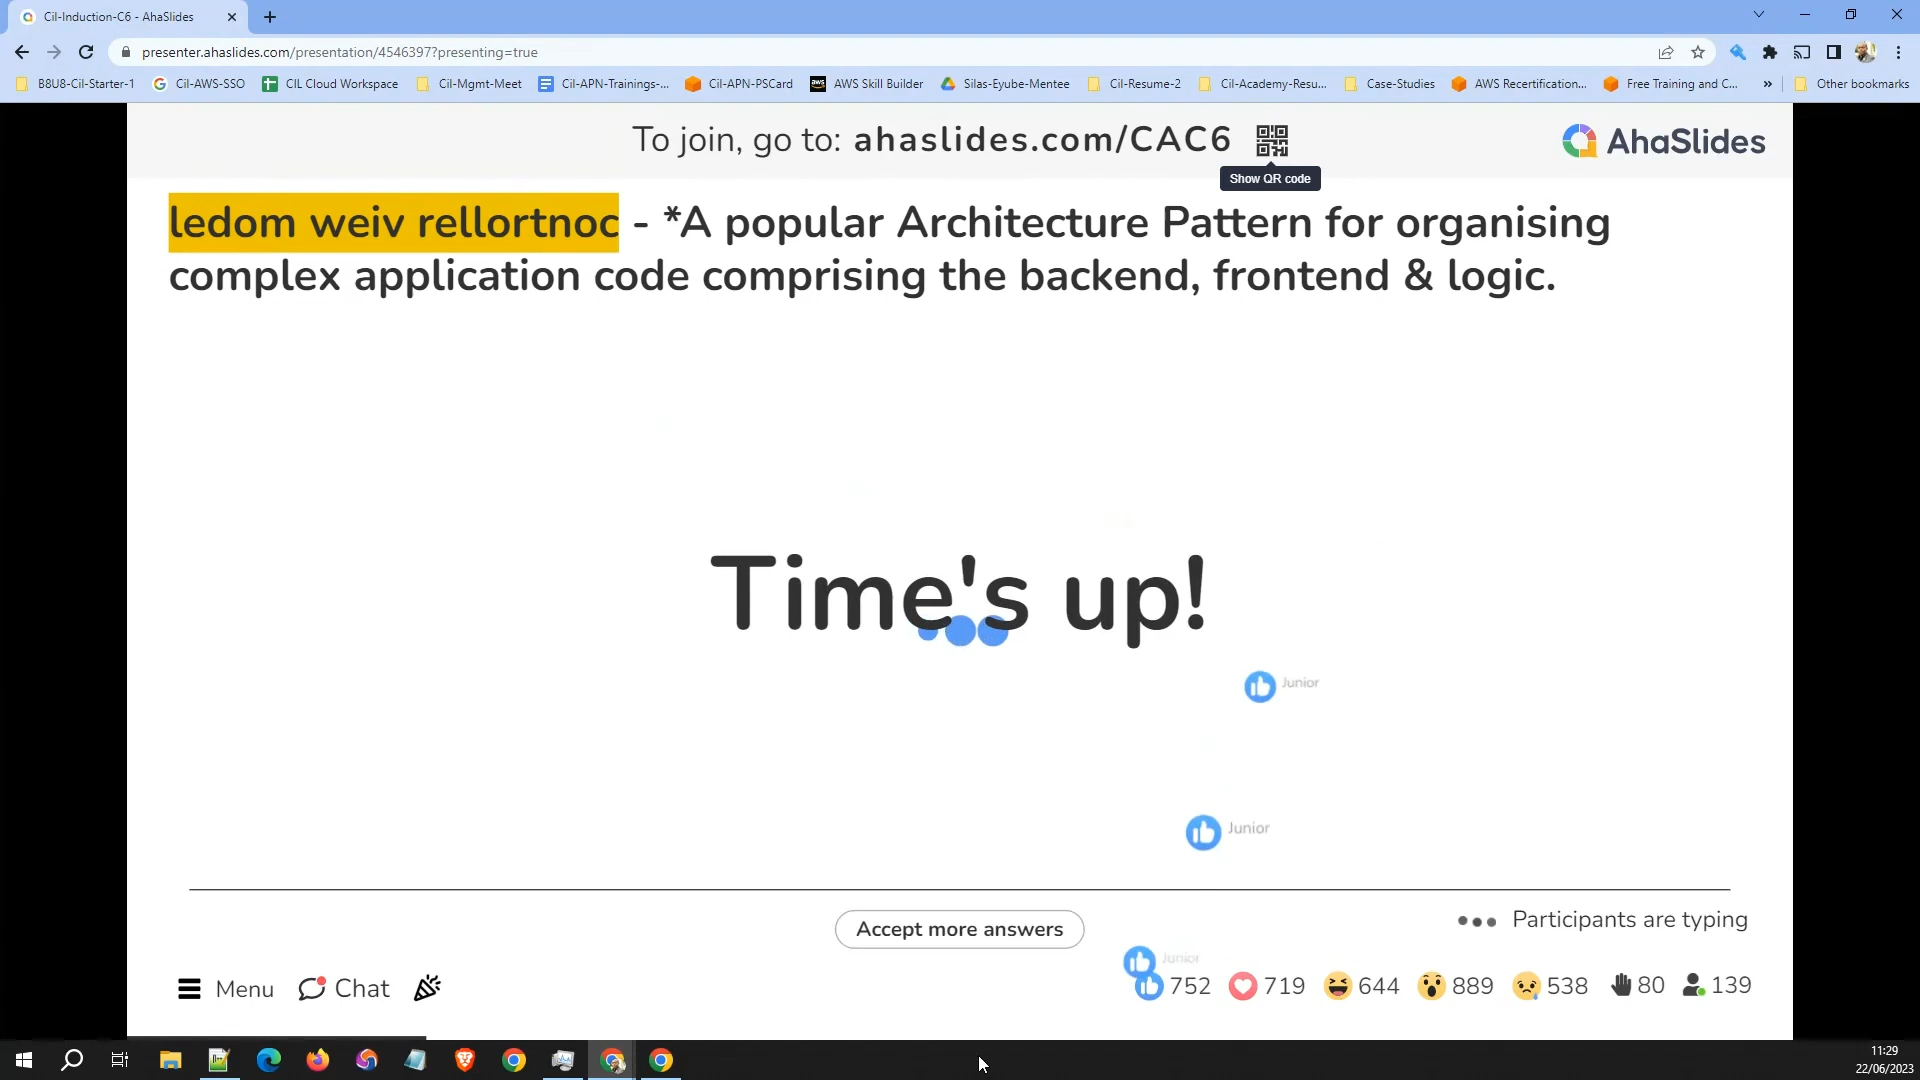 Cil-Induction-C6 - AhaSlides
presenter.ahaslides.com/presentation/4546397?presenting=true
B8U8-Cil-Starter-1 Cil-AWS-SSO CIL Cloud Workspace Cil-Mgmt-Meet Cil-APN-Trainings-... Cil-APN-PSCard aws AWS Skill Builder Silas-Eyube-Mentee Cil-Resume-2 Cil-Academy-Resu... Case-Studies AWS Recertification... Free Training and C... » Other bookmarks
To join, go to: ahaslides.com/CAC6 AhaSlides
Show QR code
ledom weiv rellortnoc - *A popular Architecture Pattern for organising
complex application code comprising the backend, frontend & logic.
Time's up!
Junior
Junior
Accept more answers
Participants are typing
Junior
Menu Chat 752 719 644 889 538 80 139
11:29
22/06/2023